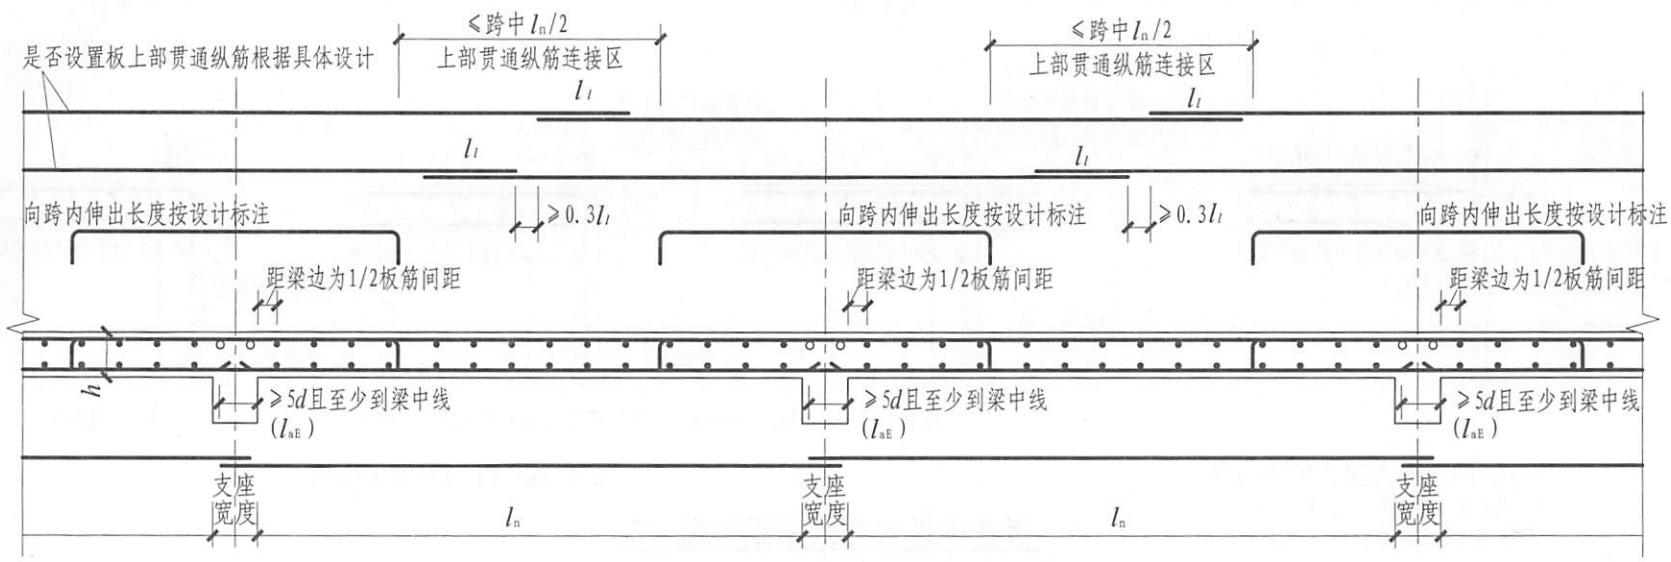 ≤跨中ln/2
上部贯通纵筋连接区
≤跨中ln/2
上部贯通纵筋连接区
是否设置板上部贯通纵筋根据具体设计
ll
ll
ll
ll
向跨内伸出长度按设计标注
≥0.3ll
向跨内伸出长度按设计标注
≥0.3ll
向跨内伸出长度按设计标注
距梁边为1/2板筋间距
距梁边为1/2板筋间距
距梁边为1/2板筋间距
h
≥5d且至少到梁中线
(laE)
≥5d且至少到梁中线
(laE)
≥5d且至少到梁中线
(laE)
支座
宽度
ln
支座
宽度
ln
支座
宽度